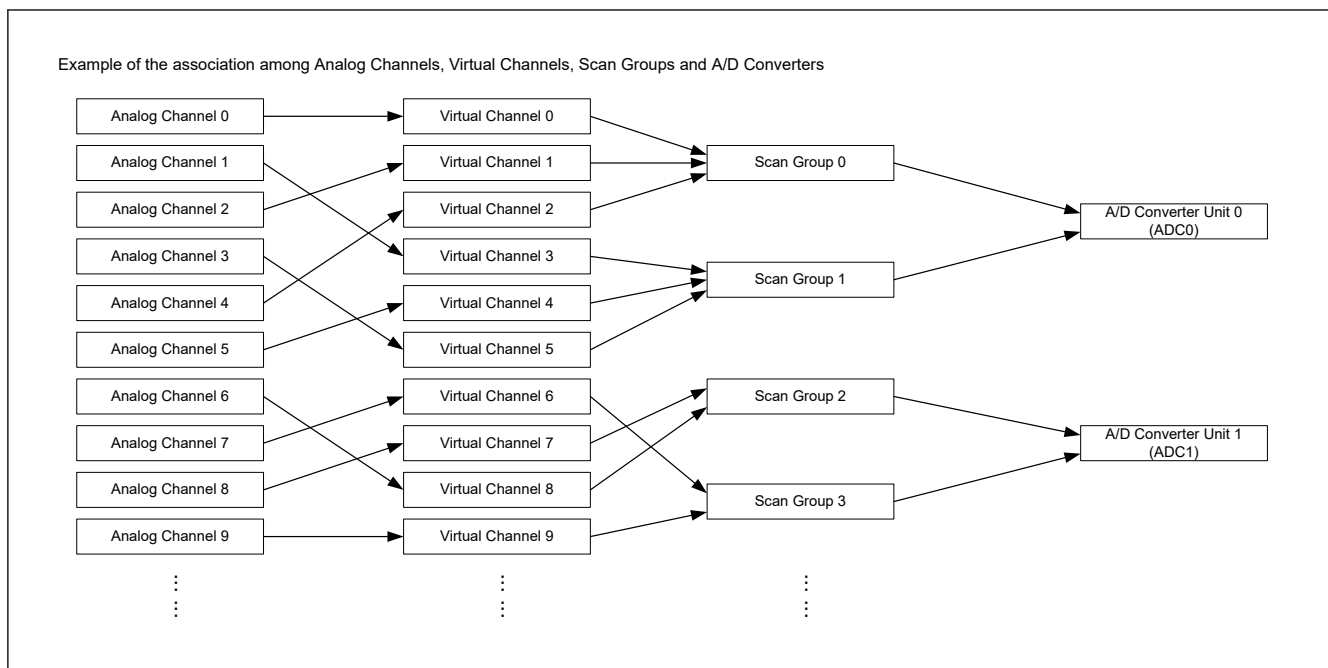 Example of the association among Analog Channels, Virtual Channels, Scan Groups and A/D Converters
Analog Channel 0
Analog Channel 1
Analog Channel 2
Analog Channel 3
Analog Channel 4
Analog Channel 5
Analog Channel 6
Analog Channel 7
Analog Channel 8
Analog Channel 9
Virtual Channel 0
Virtual Channel 1
Virtual Channel 2
Virtual Channel 3
Virtual Channel 4
Virtual Channel 5
Virtual Channel 6
Virtual Channel 7
Virtual Channel 8
Virtual Channel 9
Scan Group 0
Scan Group 1
Scan Group 2
Scan Group 3
A/D Converter Unit 0
(ADC0)
A/D Converter Unit 1
(ADC1)